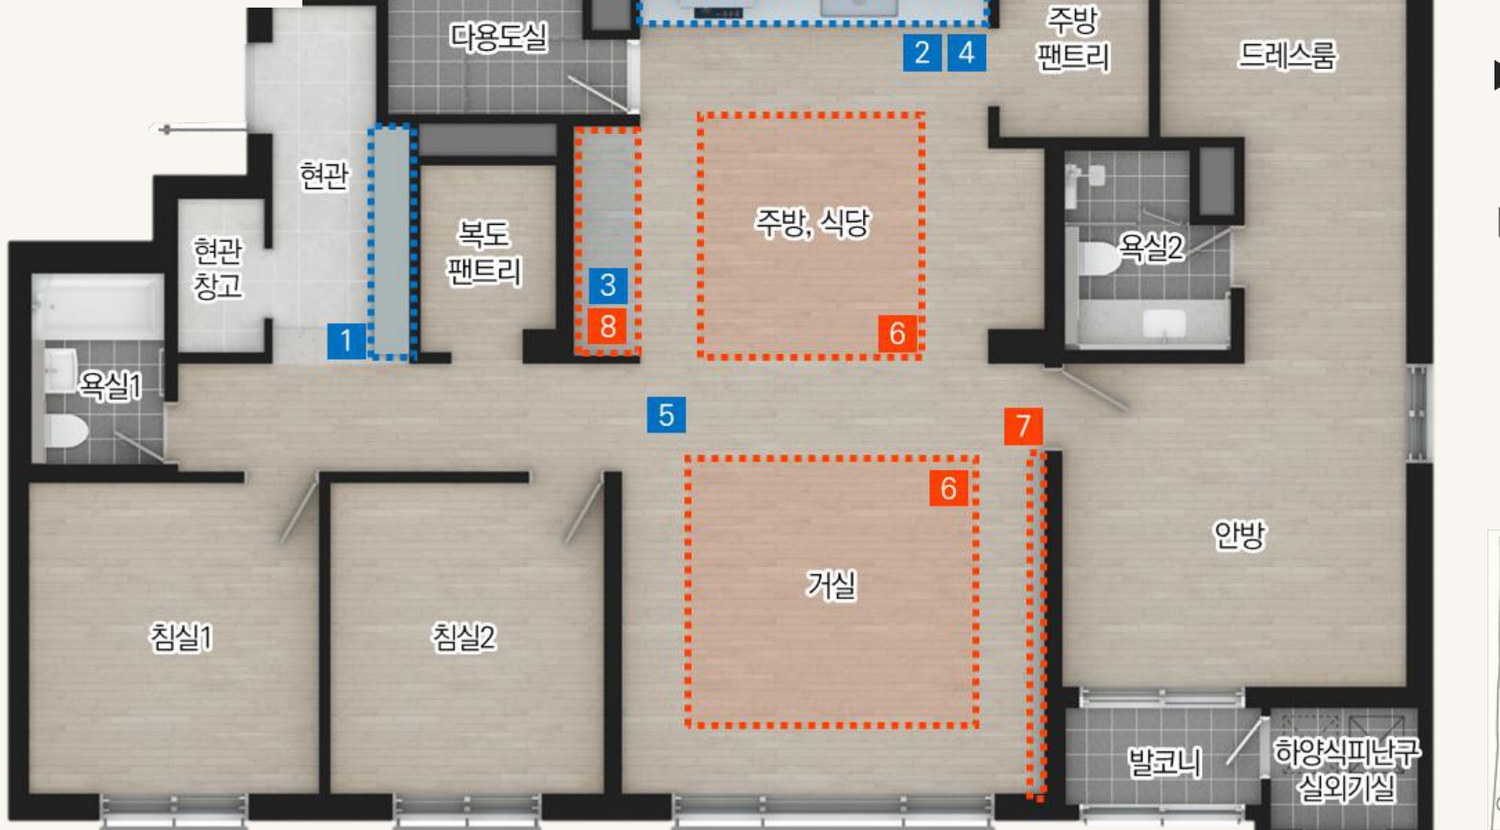 다용도실
2 4
주방
팬트리
드레스룸
현관
현관
창고
복도
팬트리
주방, 식당
욕실2
3
8
6
1
욕실1
5
7
6
안방
거실
침실1
침실2
발코니
하양식피난구
실외기실